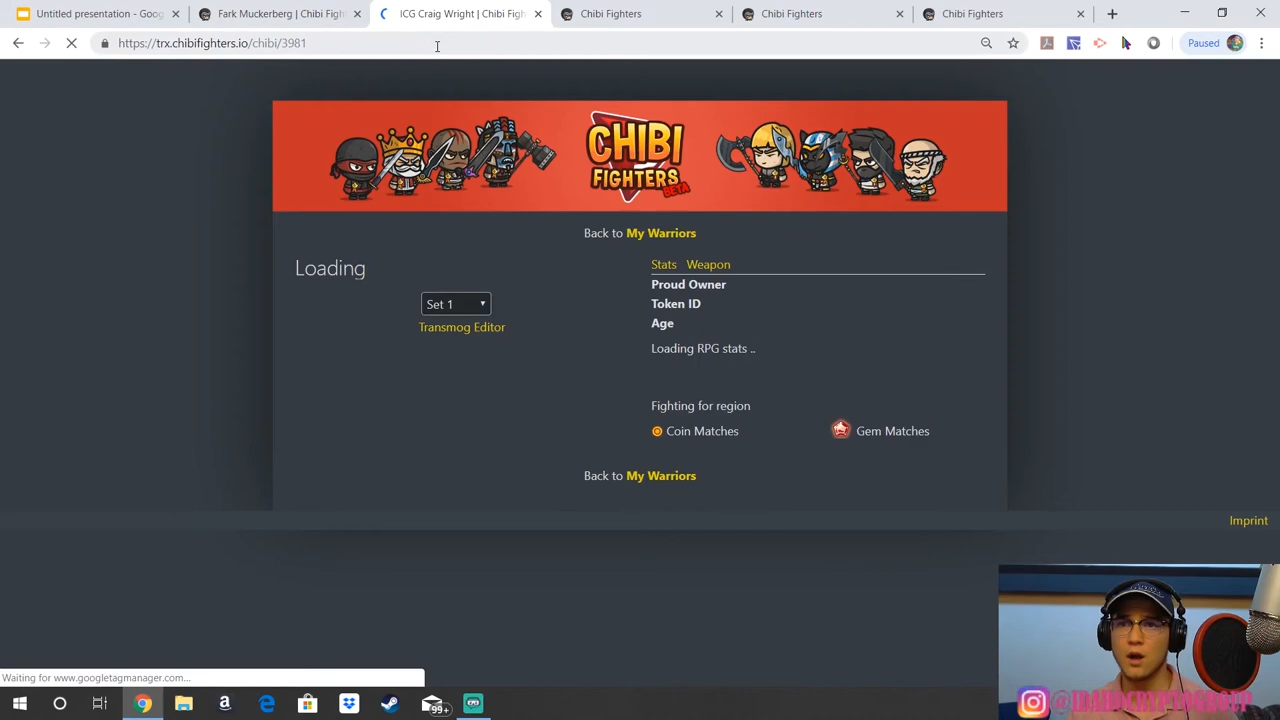 Untitled presentation - Goog
Fark Muckerberg | Chibi Fight
ICG Craig Wright | Chibi Figh
Chibi Fighters
Chibi Fighters
Chibi Fighters
https://trx.chibifighters.io/chibi/3981
Paused
CHIBI
FIGHTERS
BETA
Back to My Warriors
Loading
Stats Weapon
Proud Owner
Set 1
Token ID
Transmog Editor
Age
Loading RPG stats ..
Fighting for region
Coin Matches
Gem Matches
Back to My Warriors
Imprint
Waiting for www.googletagmanager.com...
99+
@IDAHOCRYPTOGROUP